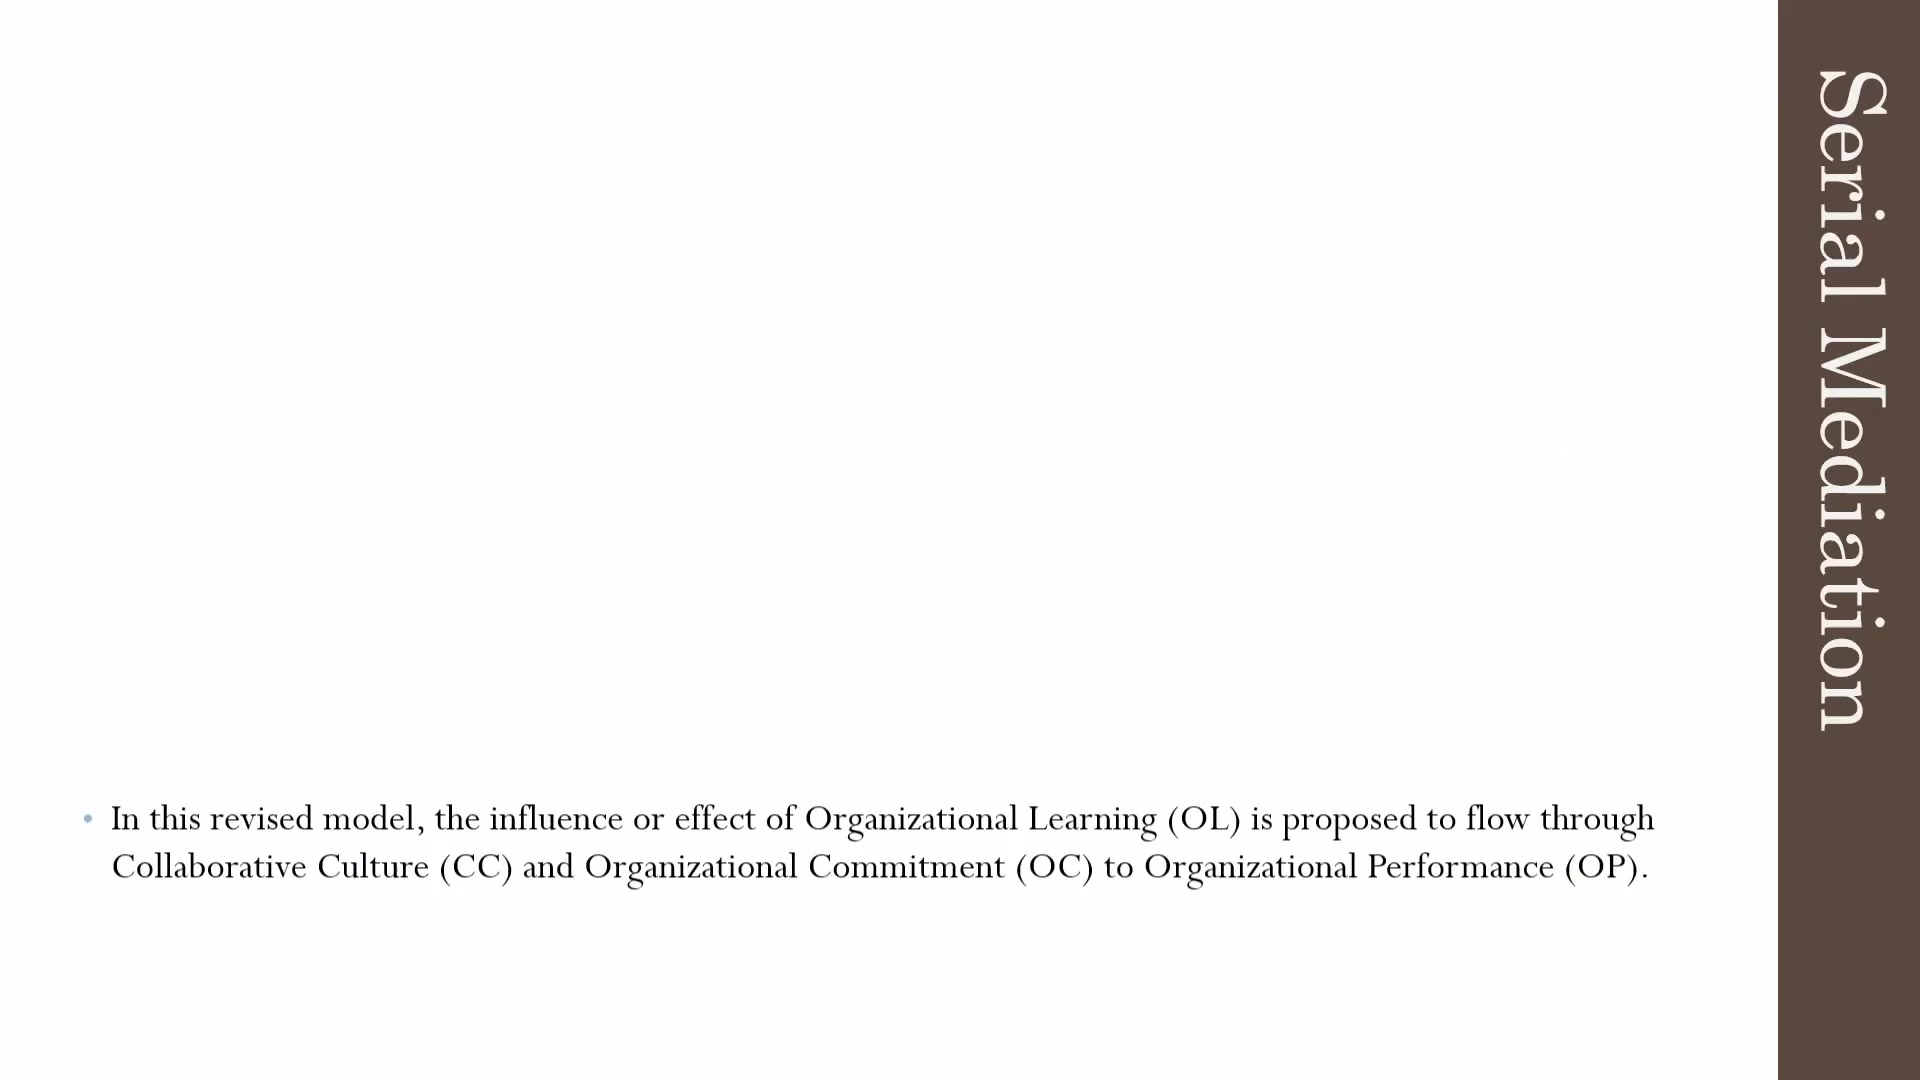 Serial Mediation
• In this revised model, the influence or effect of Organizational Learning (OL) is proposed to flow through
Collaborative Culture (CC) and Organizational Commitment (OC) to Organizational Performance (OP).